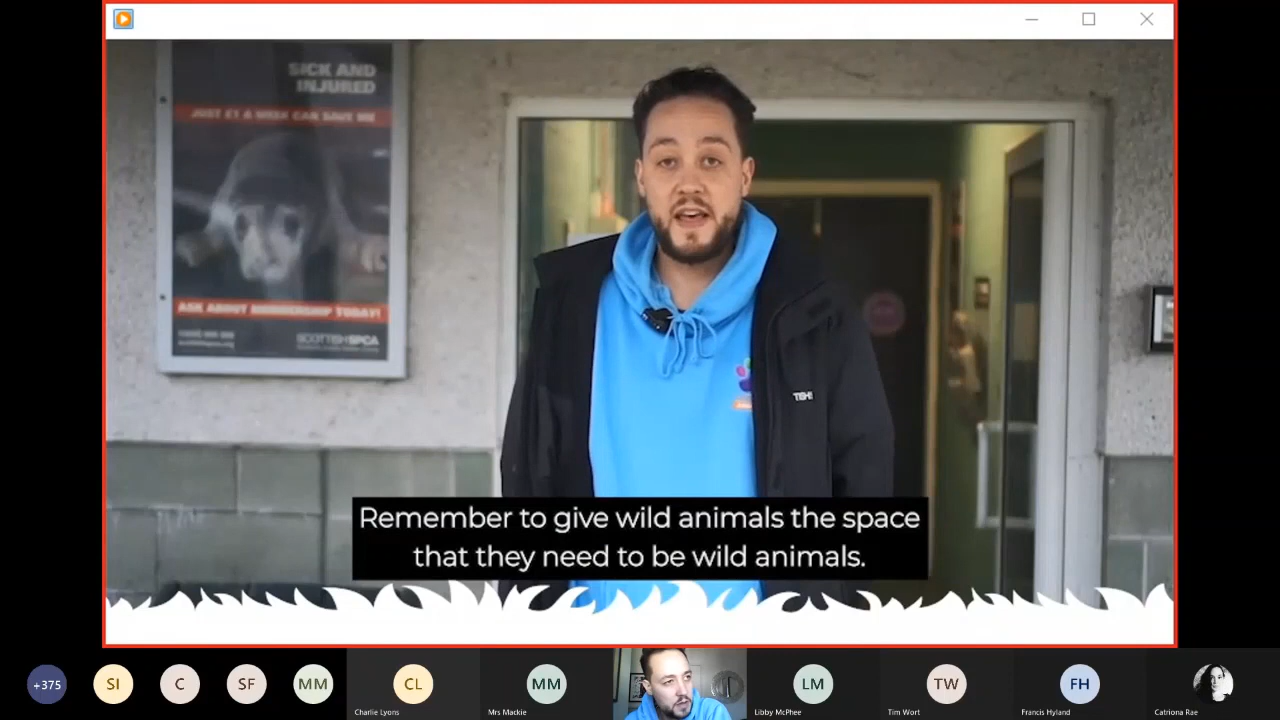 SICK AND
INJURED
JUST £1 A WEEK CAN SAVE ME
ASK ABOUT MEMBERSHIP TODAY!
SCOTTISHSPCA
Remember to give wild animals the space
that they need to be wild animals.
+375
SI
C
SF
MM
CL
MM
LM
TW
FH
Charlie Lyons
Mrs Mackie
Libby McPhee
Tim Wort
Francis Hyland
Catriona Rae